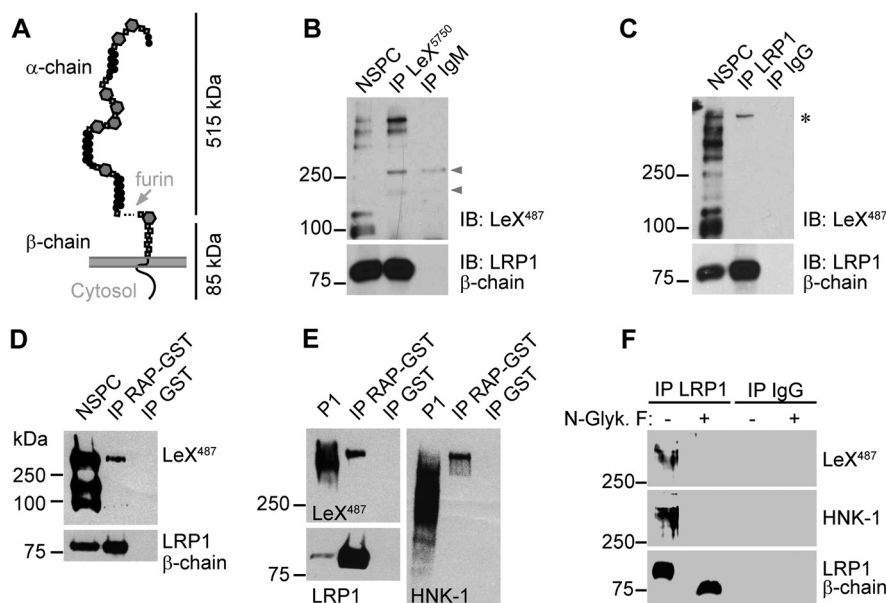 A
α-chain
515 kDa
furin
β-chain
85 kDa
Cytosol
B
NSPC
IP LeX⁵⁷⁵⁰
IP IgM
250
100
IB: LeX⁴⁸⁷
75
IB: LRP1
β-chain
C
NSPC
IP LRP1
IP IgG
*
250
100
IB: LeX⁴⁸⁷
75
IB: LRP1
β-chain
D
NSPC
IP RAP-GST
IP GST
kDa
250
100
LeX⁴⁸⁷
75
LRP1
β-chain
E
P1
IP RAP-GST
IP GST
P1
IP RAP-GST
IP GST
250
LeX⁴⁸⁷
75
LRP1
HNK-1
F
IP LRP1
IP IgG
N-Glyk. F: - + - +
250
LeX⁴⁸⁷
250
HNK-1
75
LRP1
β-chain